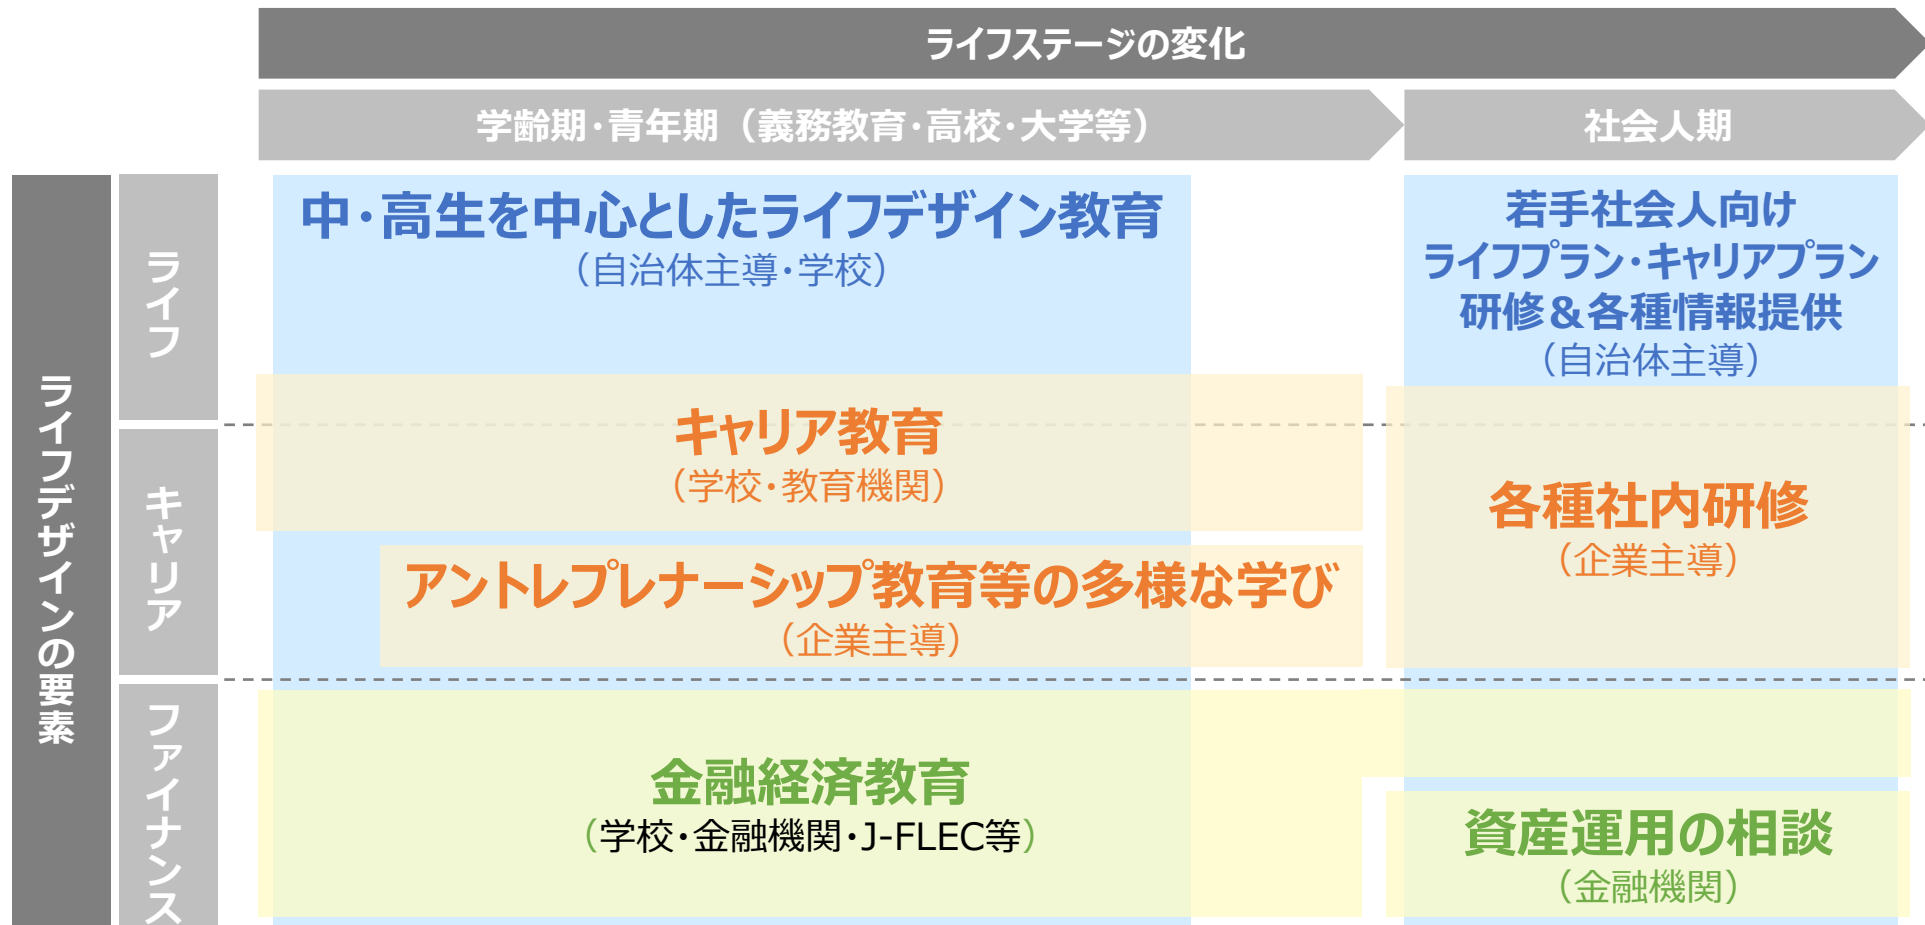 ライフステージの変化
学齢期・青年期（義務教育・高校・大学等）
社会人期
ライフデザインの要素
ライフ
中・高生を中心としたライフデザイン教育
（自治体主導・学校）
若手社会人向け
ライフプラン・キャリアプラン
研修＆各種情報提供
（自治体主導）
キャリア
キャリア教育
（学校・教育機関）
アントレプレナーシップ教育等の多様な学び
（企業主導）
各種社内研修
（企業主導）
ファイナンス
金融経済教育
（学校・金融機関・J-FLEC等）
資産運用の相談
（金融機関）